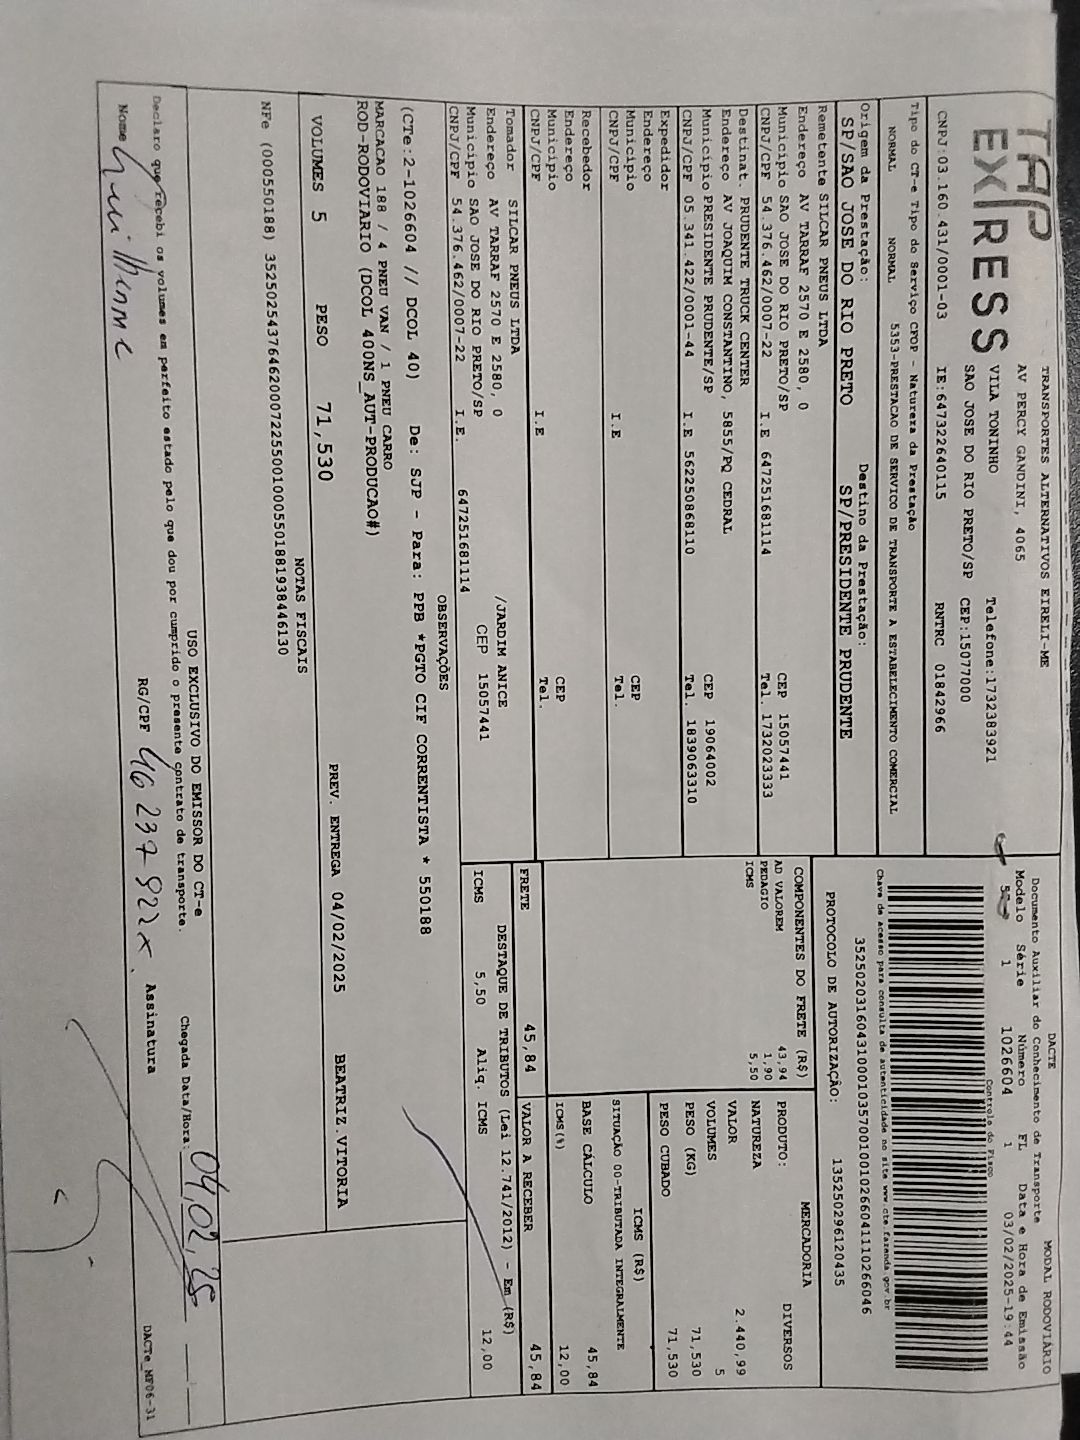 TAP
EXPRESS
TRANSPORTES ALTERNATIVOS EIRELI-ME
AV PERCY GANDINI, 4065
VILA TONINHO Telefone:1732383921
SAO JOSE DO RIO PRETO/SP CEP:15077000
CNPJ:03.160.431/0001-03 IE:647322640115 RNTRC 01842966
DACTE MODAL RODOVIÁRIO
Documento Auxiliar do Conhecimento de Transporte
Modelo Série Número FL Data e Hora de Emissão
57 1 1026604 1 03/02/2025-19:44
Controle do Fisco
Chave de acesso para consulta de autenticidade no site www.cte.fazenda.gov.br
35250203160431000103570010010266041110266046
PROTOCOLO DE AUTORIZAÇÃO: 135250296120435
Tipo do CT-e Tipo do Serviço CFOP - Natureza da Prestação
NORMAL NORMAL 5353-PRESTACAO DE SERVICO DE TRANSPORTE A ESTABELECIMENTO COMERCIAL
Origem da Prestação: Destino da Prestação:
SP/SAO JOSE DO RIO PRETO SP/PRESIDENTE PRUDENTE
Remetente SILCAR PNEUS LTDA
Endereço AV TARRAF 2570 E 2580, 0
Municipio SAO JOSE DO RIO PRETO/SP CEP 15057441
CNPJ/CPF 54.376.462/0007-22 I.E 647251681114 Tel. 1732023333
Destinat. PRUDENTE TRUCK CENTER
Endereço AV JOAQUIM CONSTANTINO, 5855/PQ CEDRAL
Municipio PRESIDENTE PRUDENTE/SP CEP 19064002
CNPJ/CPF 05.341.422/0001-44 I.E 562250868110 Tel. 1839063310
Expedidor
Endereço
Municipio CEP
CNPJ/CPF I.E Tel.
Recebedor
Endereço
Municipio CEP
CNPJ/CPF I.E Tel.
Tomador SILCAR PNEUS LTDA
Endereço AV TARRAF 2570 E 2580, 0 /JARDIM ANICE
Municipio SAO JOSE DO RIO PRETO/SP CEP 15057441
CNPJ/CPF 54.376.462/0007-22 I.E. 647251681114
COMPONENTES DO FRETE (R$)
AD VALOREM 43,94
PEDAGIO 1,90
ICMS 5,50
MERCADORIA
PRODUTO: DIVERSOS
NATUREZA
VALOR 2.440,99
VOLUMES 5
PESO (KG) 71,530
PESO CUBADO 71,530
ICMS (R$)
SITUAÇÃO 00-TRIBUTADA INTEGRALMENTE
BASE CÁLCULO 45,84
ICMS(%) 12,00
FRETE 45,84 VALOR A RECEBER 45,84
DESTAQUE DE TRIBUTOS (Lei 12.741/2012) - Em (R$)
ICMS 5,50 Aliq. ICMS 12,00
OBSERVAÇÕES
(CTe:2-1026604 // DCOL 40) De: SJP - Para: PPB *PGTO CIF CORRENTISTA * 550188
MARCACAO 188 / 4 PNEU VAN / 1 PNEU CARRO
ROD-RODOVIARIO (DCOL 400NS_AUT-PRODUCAO#)
VOLUMES 5 PESO 71,530 PREV. ENTREGA 04/02/2025 BEATRIZ.VITORIA
NOTAS FISCAIS
NFe (000550188) 35250254376462000722550010005501881938446130
USO EXCLUSIVO DO EMISSOR DO CT-e
Declaro que recebi os volumes em perfeito estado pelo que dou por cumprido o presente contrato de transporte. Chegada Data/Hora: 04,02,25
Nome Guilherme RG/CPF 46 237 922x. Assinatura
DACTe_MF06-31